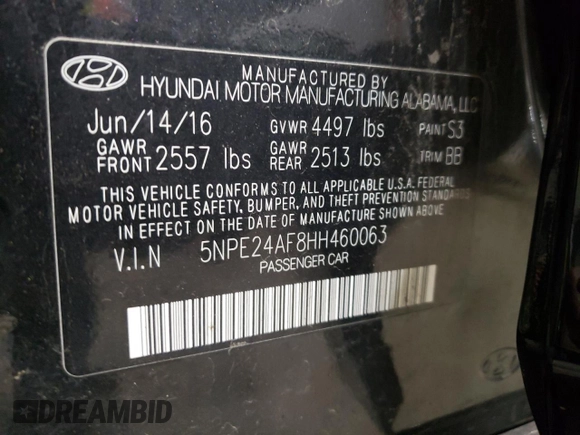 MANUFACTURED BY
HYUNDAI MOTOR MANUFACTURING ALABAMA, LLC
Jun/14/16 GVWR 4497 lbs PAINT S3
GAWR FRONT 2557 lbs GAWR REAR 2513 lbs TRIM BB
THIS VEHICLE CONFORMS TO ALL APPLICABLE U.S.A. FEDERAL
MOTOR VEHICLE SAFETY, BUMPER, AND THEFT PREVENTION STANDARDS
IN EFFECT ON THE DATE OF MANUFACTURE SHOWN ABOVE
V.I.N 5NPE24AF8HH460063
PASSENGER CAR
DREAMBID